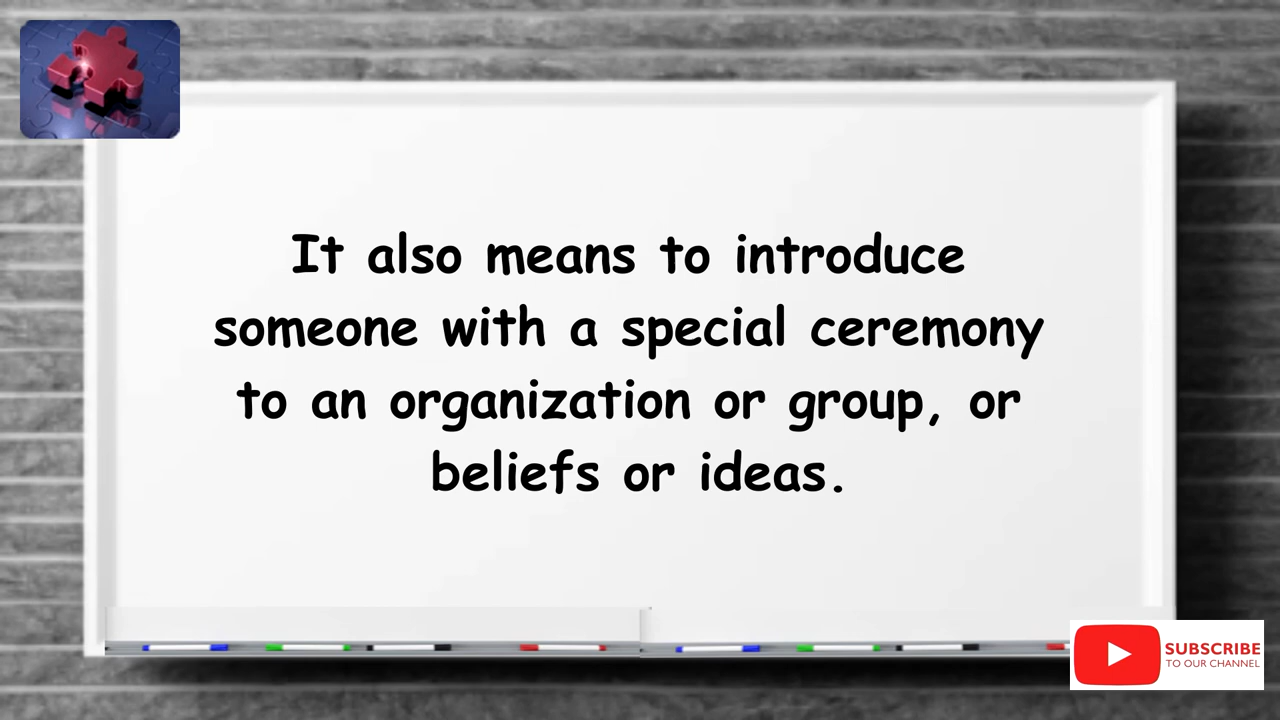 It also means to introduce
someone with a special ceremony
to an organization or group, or
beliefs or ideas.
SUBSCRIBE
TO OUR CHANNEL